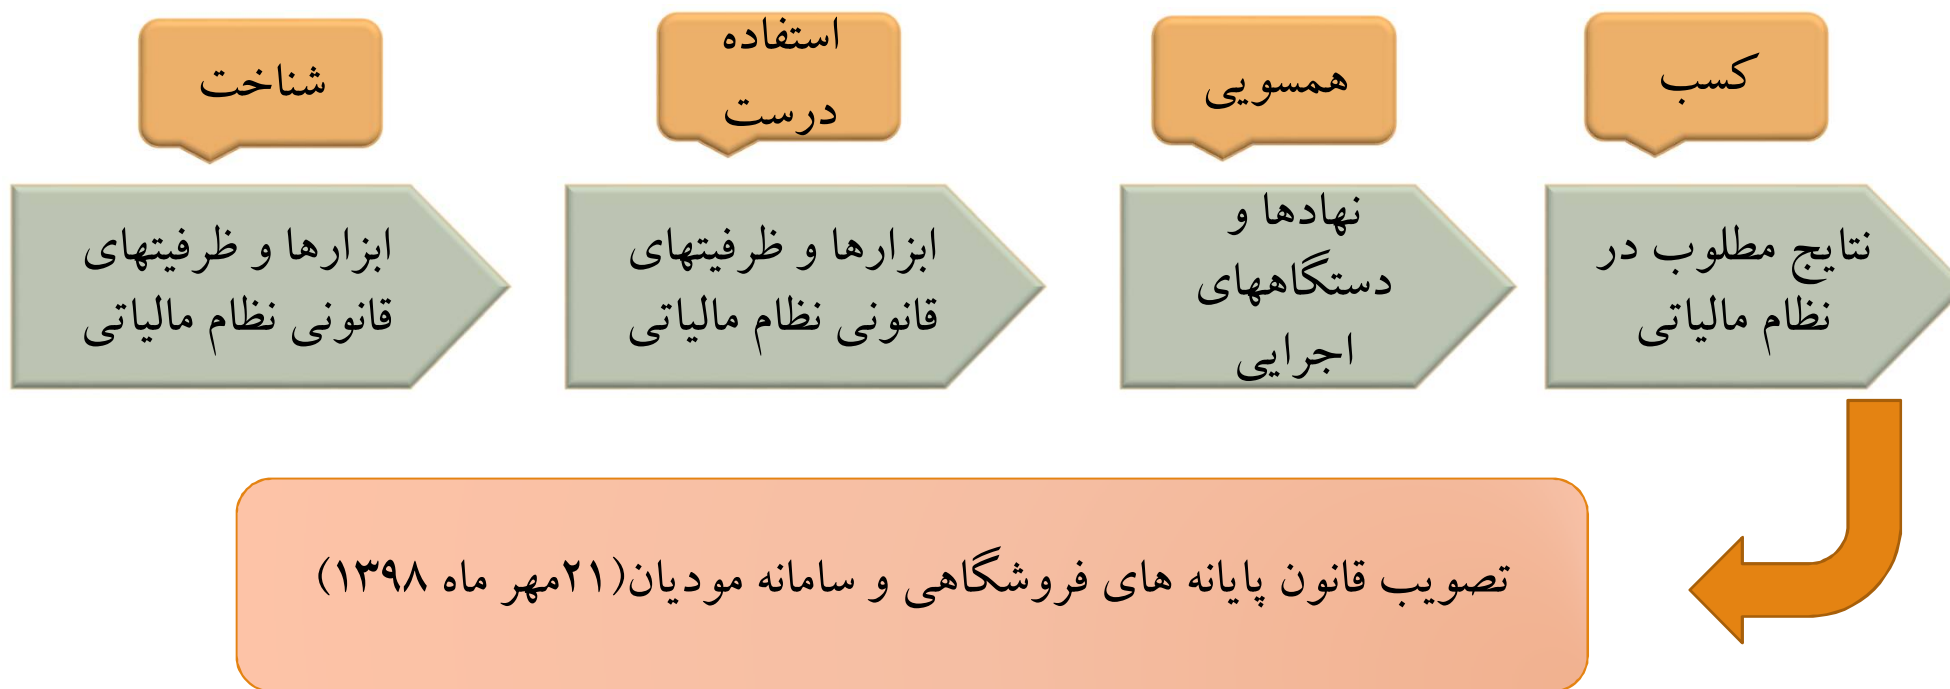 شناخت
ابزارها و ظرفیتهای
قانونی نظام مالیاتی
استفاده
درست
ابزارها و ظرفیتهای
قانونی نظام مالیاتی
همسویی
نهادها و
دستگاههای
اجرایی
کسب
نتایج مطلوب در
نظام مالیاتی
تصویب قانون پایانه های فروشگاهی و سامانه مودیان(۲۱مهر ماه ۱۳۹۸)